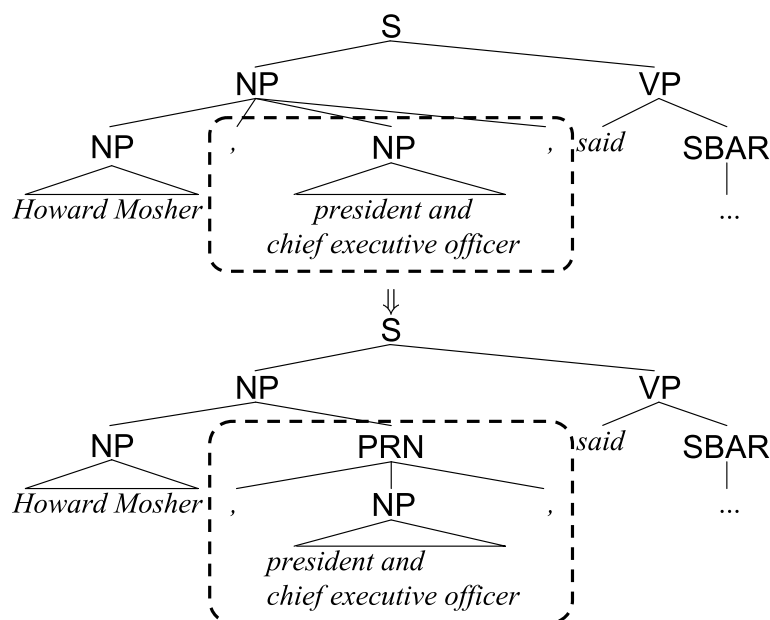 S
NP VP
NP , NP , said SBAR
Howard Mosher president and ...
chief executive officer
⇓
S
NP VP
NP PRN said SBAR
Howard Mosher , NP , ...
president and
chief executive officer